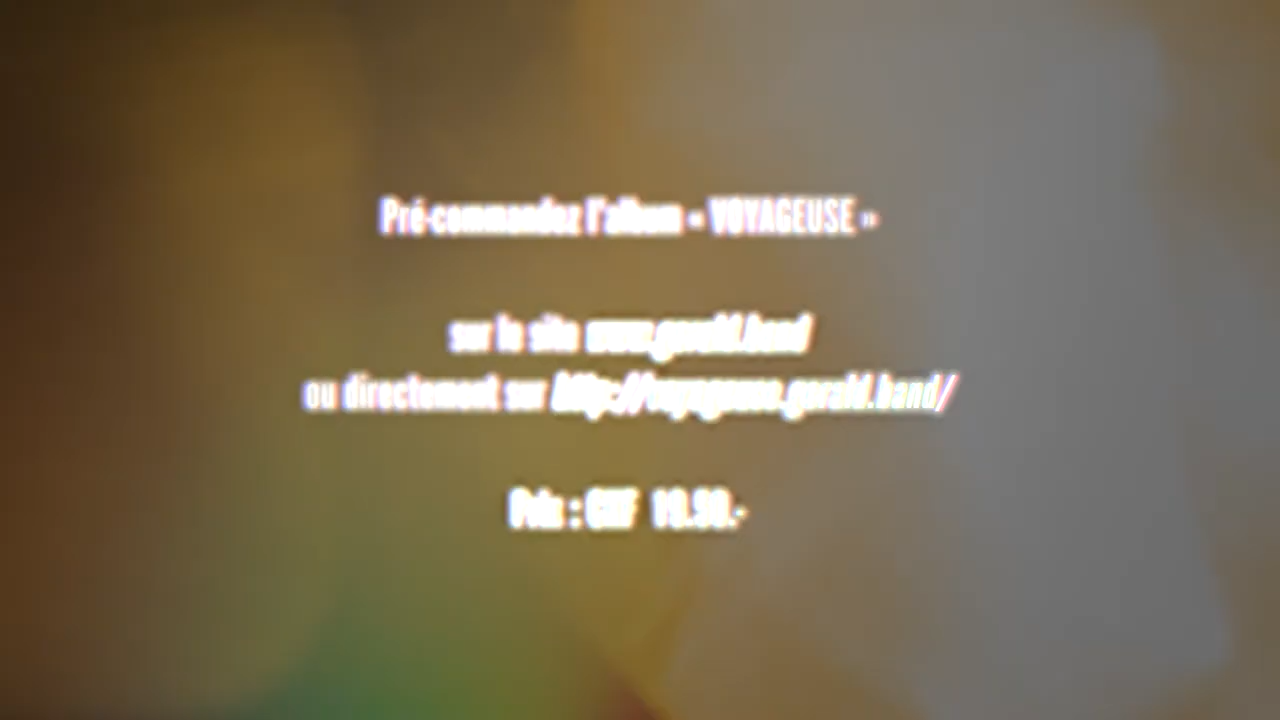 Pré-commandez l'album « VOYAGEUSE »
sur le site www.gerald.band
ou directement sur http://voyageuse.gerald.band/
Prix : CHF 19.90.-